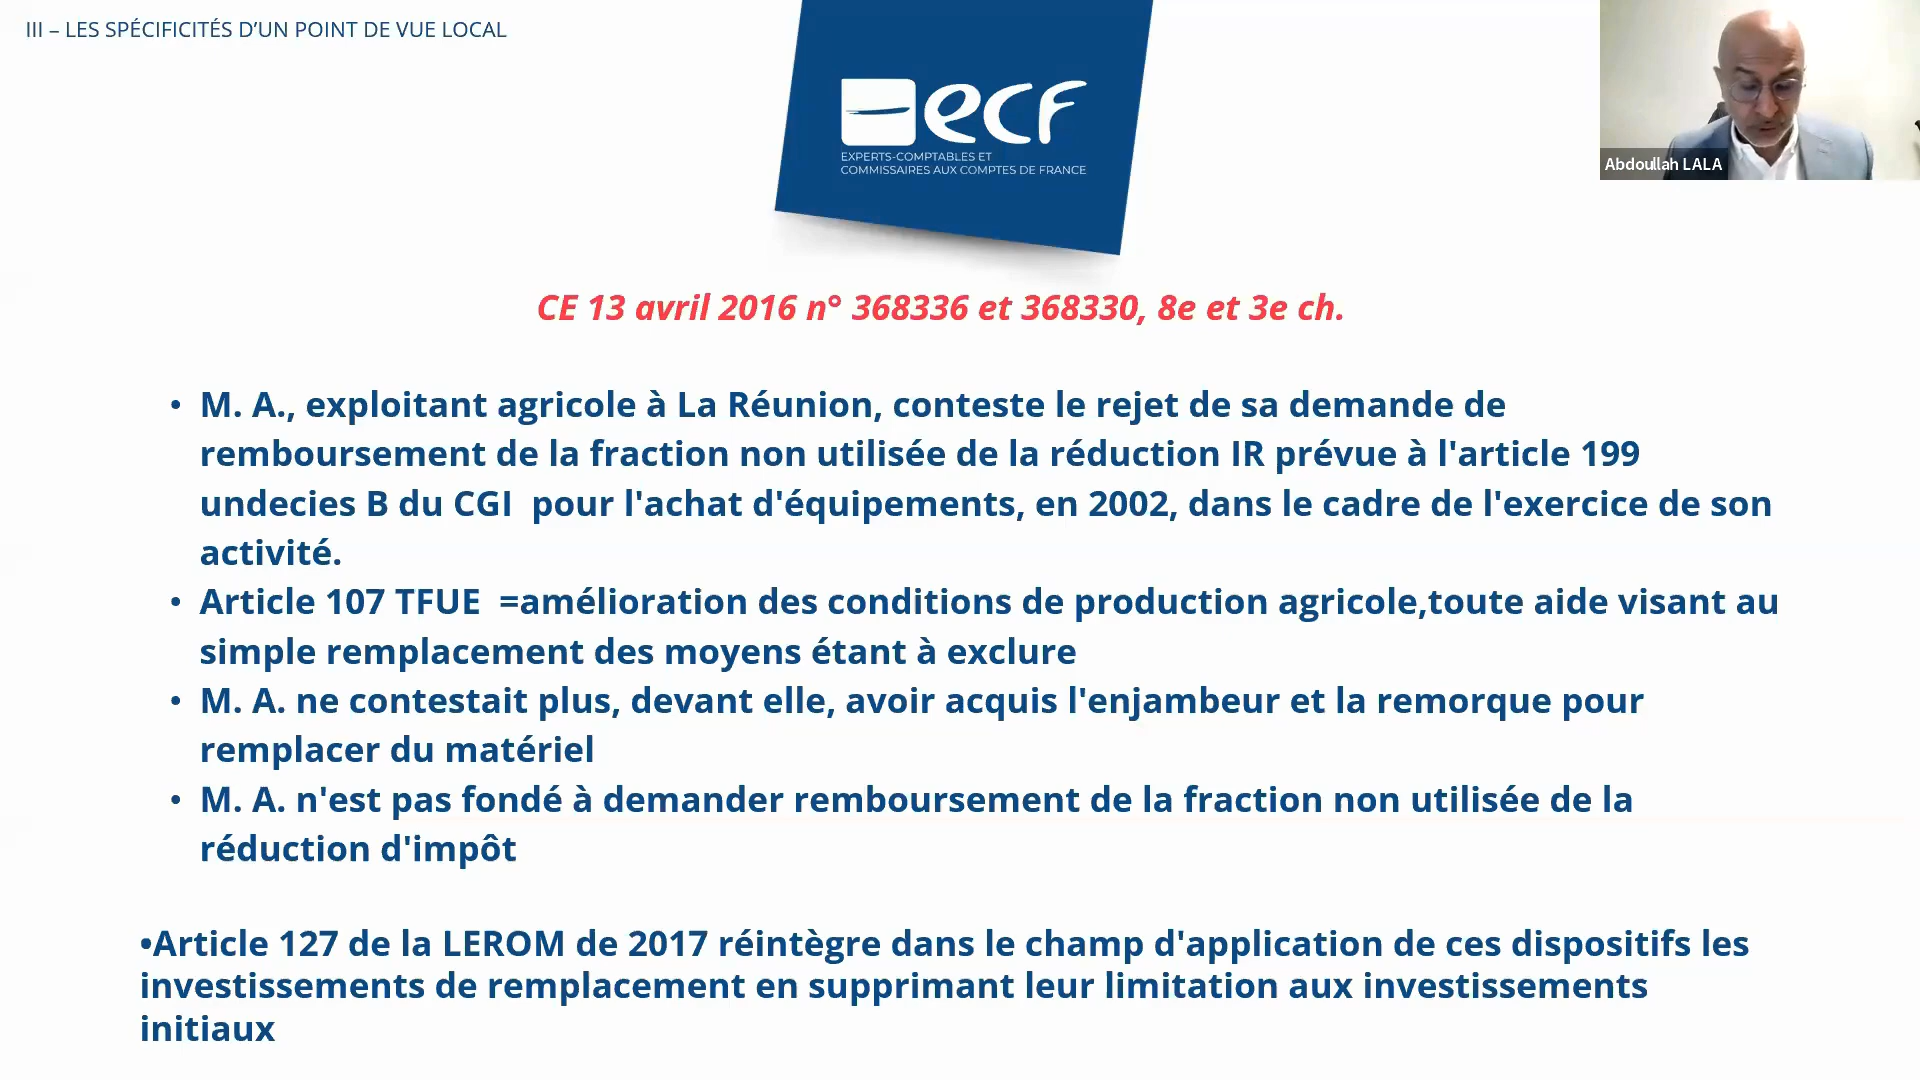 III – LES SPÉCIFICITÉS D’UN POINT DE VUE LOCAL
ecf
EXPERTS-COMPTABLES ET
COMMISSAIRES AUX COMPTES DE FRANCE
Abdoullah LALA
CE 13 avril 2016 n° 368336 et 368330, 8e et 3e ch.
• M. A., exploitant agricole à La Réunion, conteste le rejet de sa demande de
remboursement de la fraction non utilisée de la réduction IR prévue à l'article 199
undecies B du CGI  pour l'achat d'équipements, en 2002, dans le cadre de l'exercice de son
activité.
• Article 107 TFUE  =amélioration des conditions de production agricole,toute aide visant au
simple remplacement des moyens étant à exclure
• M. A. ne contestait plus, devant elle, avoir acquis l'enjambeur et la remorque pour
remplacer du matériel
• M. A. n'est pas fondé à demander remboursement de la fraction non utilisée de la
réduction d'impôt
•Article 127 de la LEROM de 2017 réintègre dans le champ d'application de ces dispositifs les
investissements de remplacement en supprimant leur limitation aux investissements
initiaux